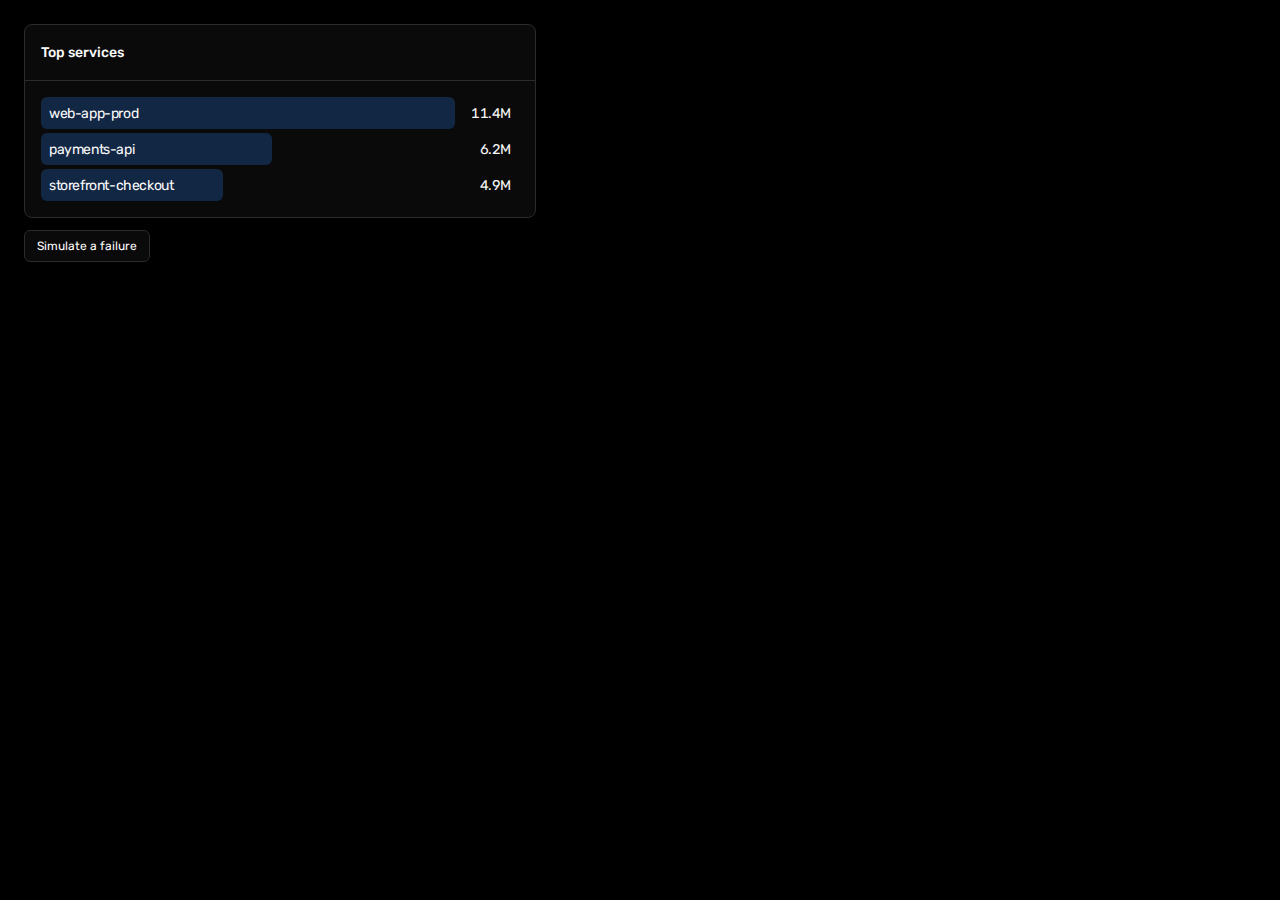 Top services
web-app-prod 11.4M
payments-api 6.2M
storefront-checkout 4.9M
Simulate a failure